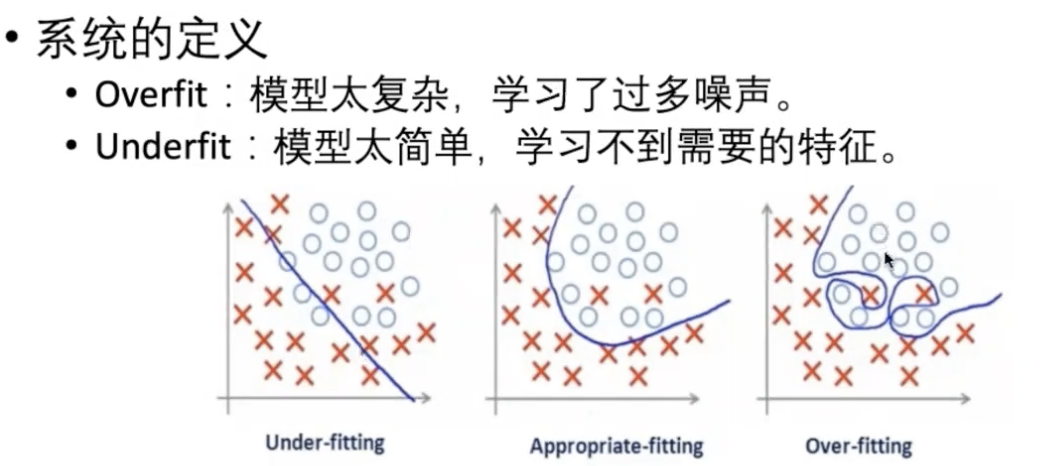 • 系统的定义
• Overfit：模型太复杂，学习了过多噪声。
• Underfit：模型太简单，学习不到需要的特征。
Under-fitting
Appropriate-fitting
Over-fitting